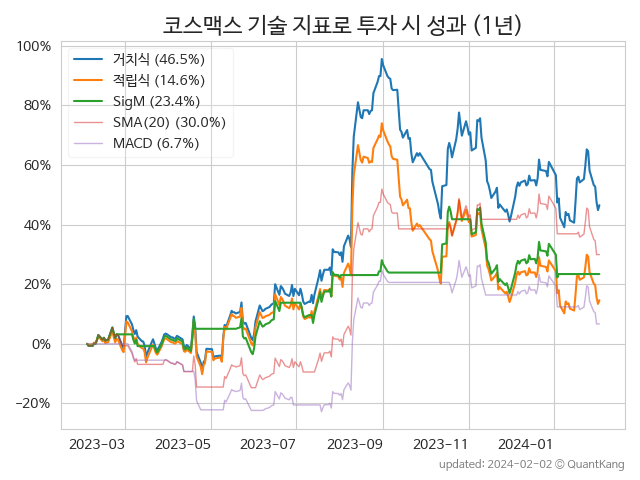 코스맥스 기술 지표로 투자 시 성과 (1년)
100%
80%
60%
40%
20%
0%
−20%
거치식 (46.5%)
적립식 (14.6%)
SigM (23.4%)
SMA(20) (30.0%)
MACD (6.7%)
2023-03 2023-05 2023-07 2023-09 2023-11 2024-01
updated: 2024-02-02 © QuantKang